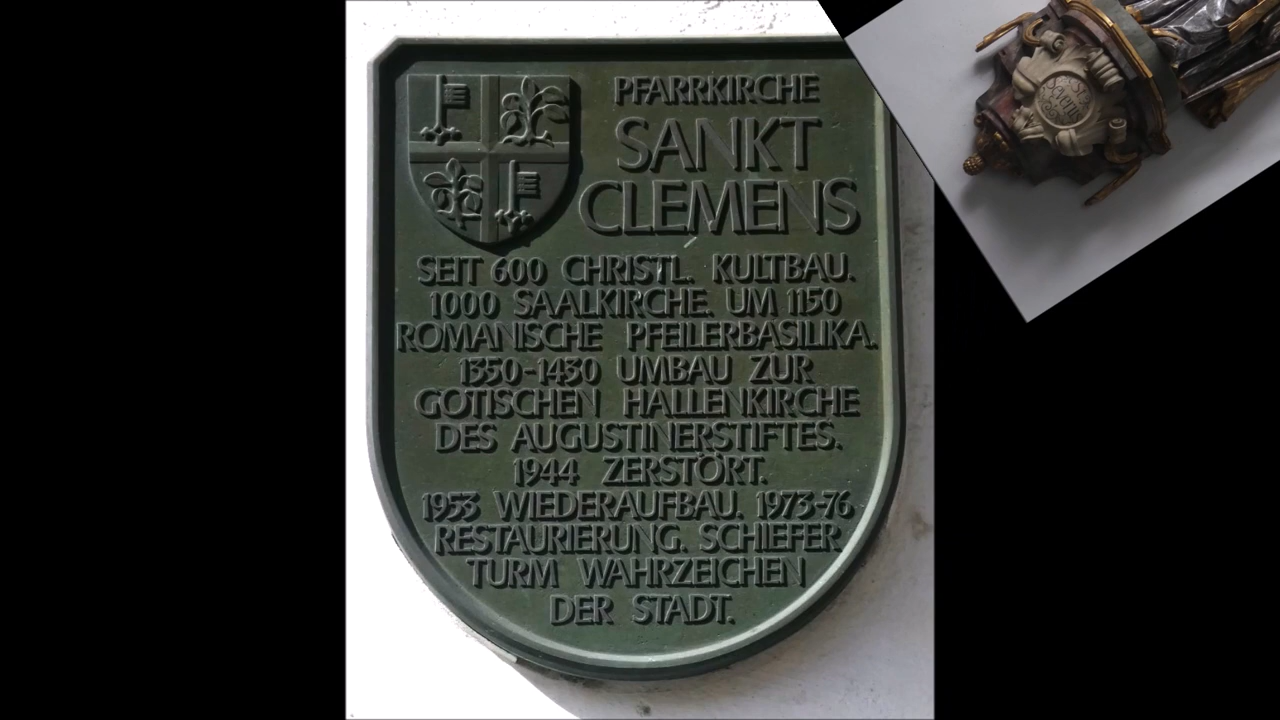 PFARRKIRCHE
SANKT
CLEMENS
SEIT 600 CHRISTL. KULTBAU.
1000 SAALKIRCHE. UM 1150
ROMANISCHE PFEILERBASILIKA.
1350-1430 UMBAU ZUR
GOTISCHEN HALLENKIRCHE
DES AUGUSTINERSTIFTES.
1944 ZERSTÖRT.
1953 WIEDERAUFBAU. 1973-76
RESTAURIERUNG. SCHIEFER
TURM WAHRZEICHEN
DER STADT.
St.